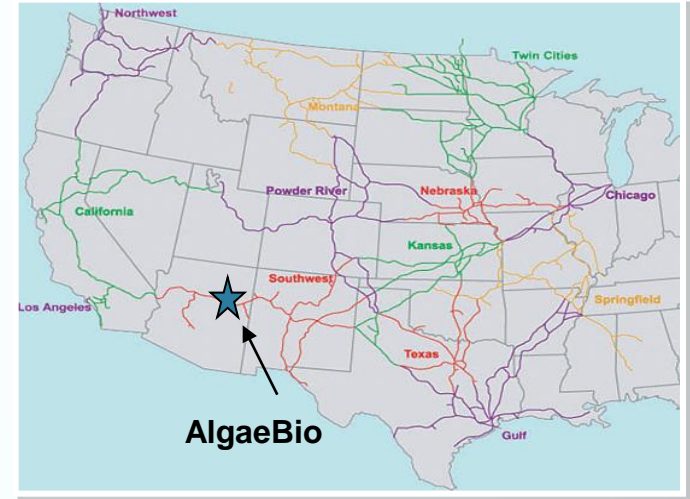 Northwest
Twin Cities
Montana
Powder River
Nebraska
Chicago
California
Kansas
Southwest
Los Angeles
Springfield
Texas
AlgaeBio
Gulf